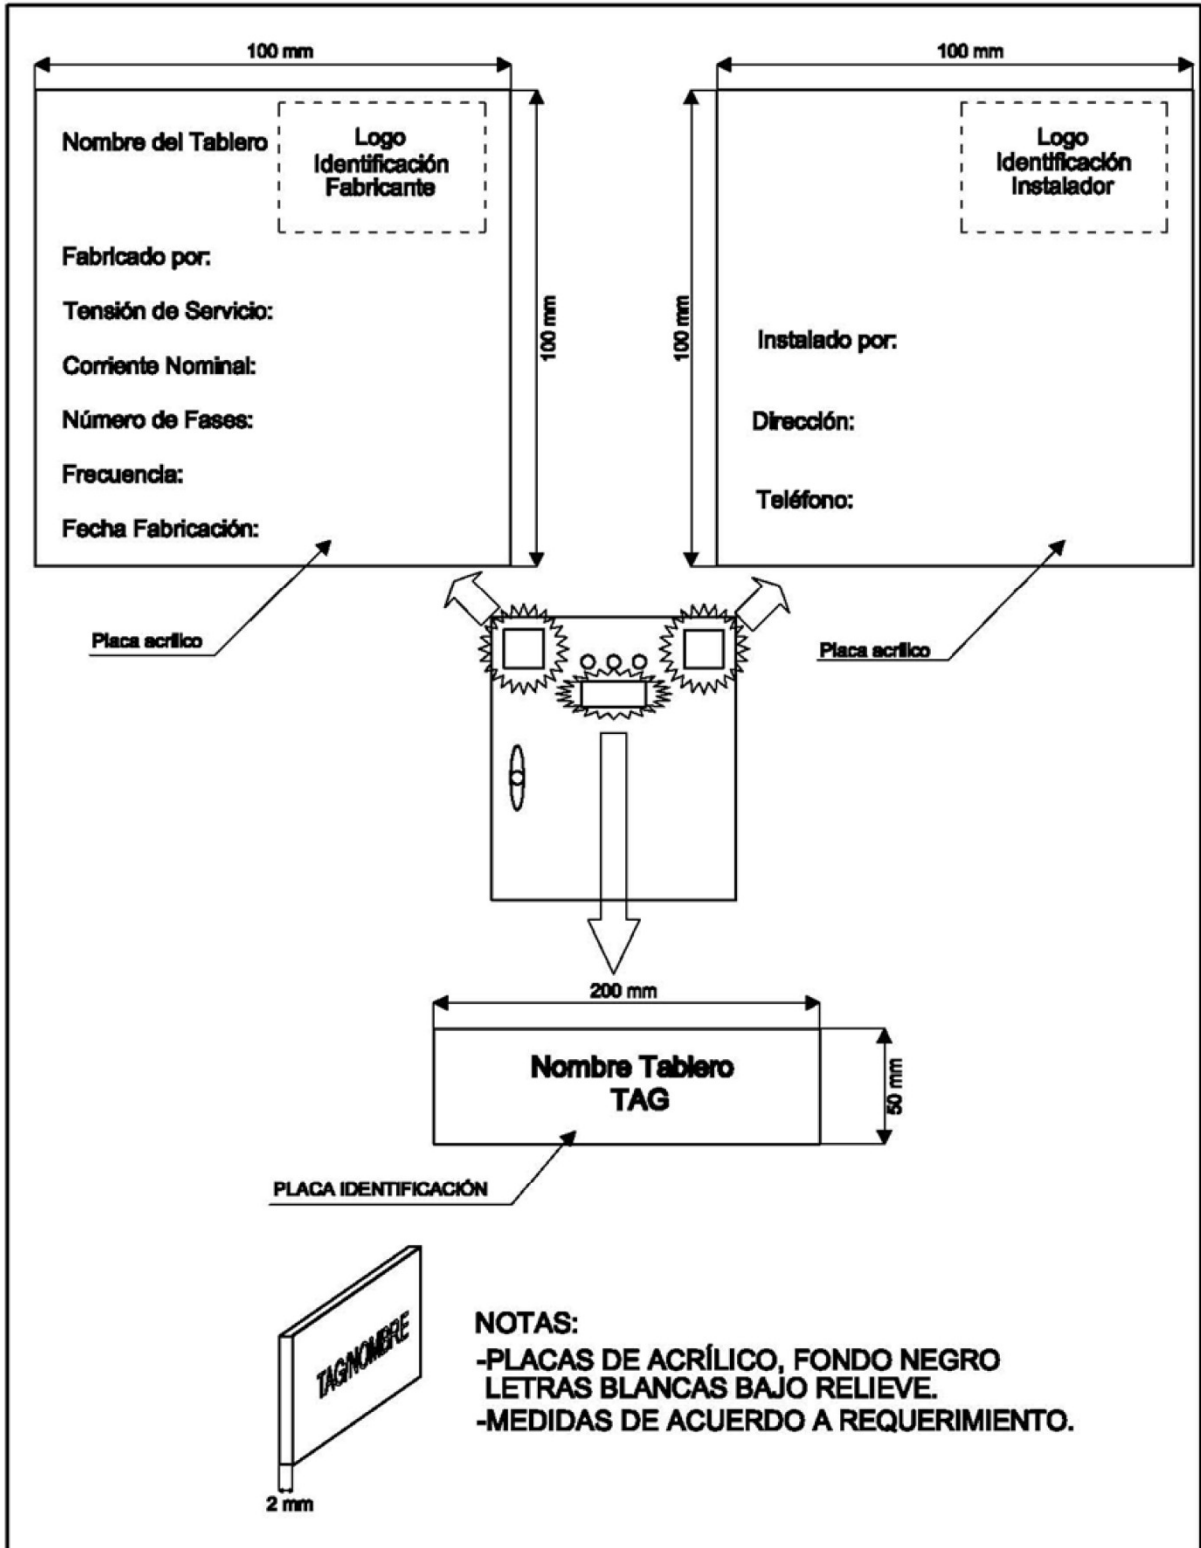 100 mm
100 mm
Nombre del Tablero
Logo
Identificación
Fabricante
Fabricado por:
Tensión de Servicio:
Corriente Nominal:
Número de Fases:
Frecuencia:
Fecha Fabricación:
100 mm
Placa acrílico
Logo
Identificación
Instalador
100 mm
Instalado por:
Dirección:
Teléfono:
Placa acrílico
200 mm
Nombre Tablero
TAG
50 mm
PLACA IDENTIFICACIÓN
TAG/NOMBRE
2 mm
NOTAS:
-PLACAS DE ACRÍLICO, FONDO NEGRO
LETRAS BLANCAS BAJO RELIEVE.
-MEDIDAS DE ACUERDO A REQUERIMIENTO.